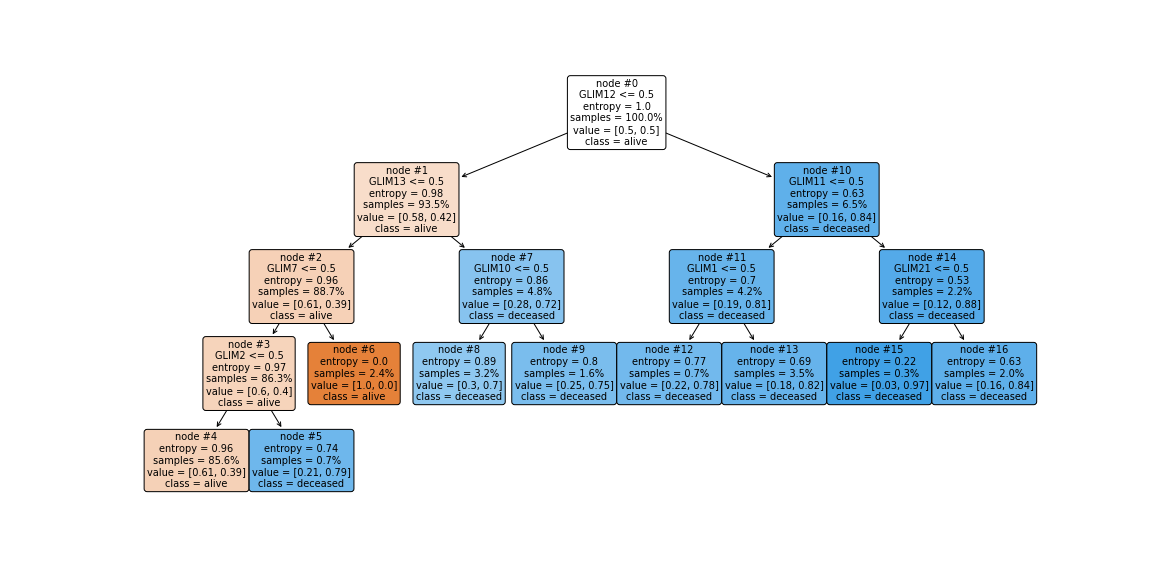 node #0
GLIM12 <= 0.5
entropy = 1.0
samples = 100.0%
value = [0.5, 0.5]
class = alive
node #1
GLIM13 <= 0.5
entropy = 0.98
samples = 93.5%
value = [0.58, 0.42]
class = alive
node #10
GLIM11 <= 0.5
entropy = 0.63
samples = 6.5%
value = [0.16, 0.84]
class = deceased
node #2
GLIM7 <= 0.5
entropy = 0.96
samples = 88.7%
value = [0.61, 0.39]
class = alive
node #7
GLIM10 <= 0.5
entropy = 0.86
samples = 4.8%
value = [0.28, 0.72]
class = deceased
node #11
GLIM1 <= 0.5
entropy = 0.7
samples = 4.2%
value = [0.19, 0.81]
class = deceased
node #14
GLIM21 <= 0.5
entropy = 0.53
samples = 2.2%
value = [0.12, 0.88]
class = deceased
node #3
GLIM2 <= 0.5
entropy = 0.97
samples = 86.3%
value = [0.6, 0.4]
class = alive
node #6
entropy = 0.0
samples = 2.4%
value = [1.0, 0.0]
class = alive
node #8
entropy = 0.89
samples = 3.2%
value = [0.3, 0.7]
class = deceased
node #9
entropy = 0.8
samples = 1.6%
value = [0.25, 0.75]
class = deceased
node #12
entropy = 0.77
samples = 0.7%
value = [0.22, 0.78]
class = deceased
node #13
entropy = 0.69
samples = 3.5%
value = [0.18, 0.82]
class = deceased
node #15
entropy = 0.22
samples = 0.3%
value = [0.03, 0.97]
class = deceased
node #16
entropy = 0.63
samples = 2.0%
value = [0.16, 0.84]
class = deceased
node #4
entropy = 0.96
samples = 85.6%
value = [0.61, 0.39]
class = alive
node #5
entropy = 0.74
samples = 0.7%
value = [0.21, 0.79]
class = deceased